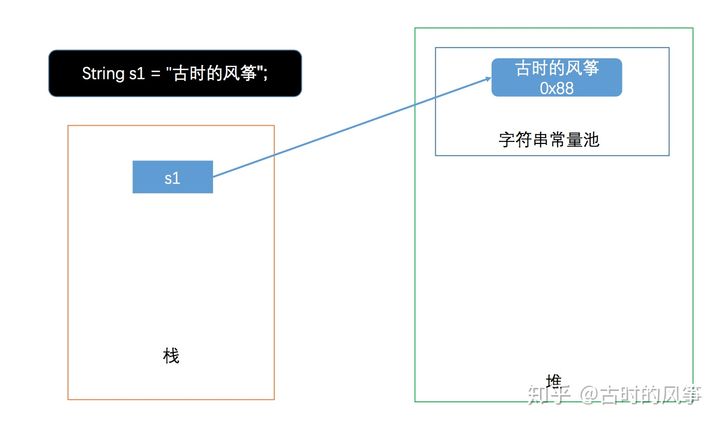 String s1 = "古时的风筝";
古时的风筝
0x88
字符串常量池
s1
栈
堆
知乎 @古时的风筝